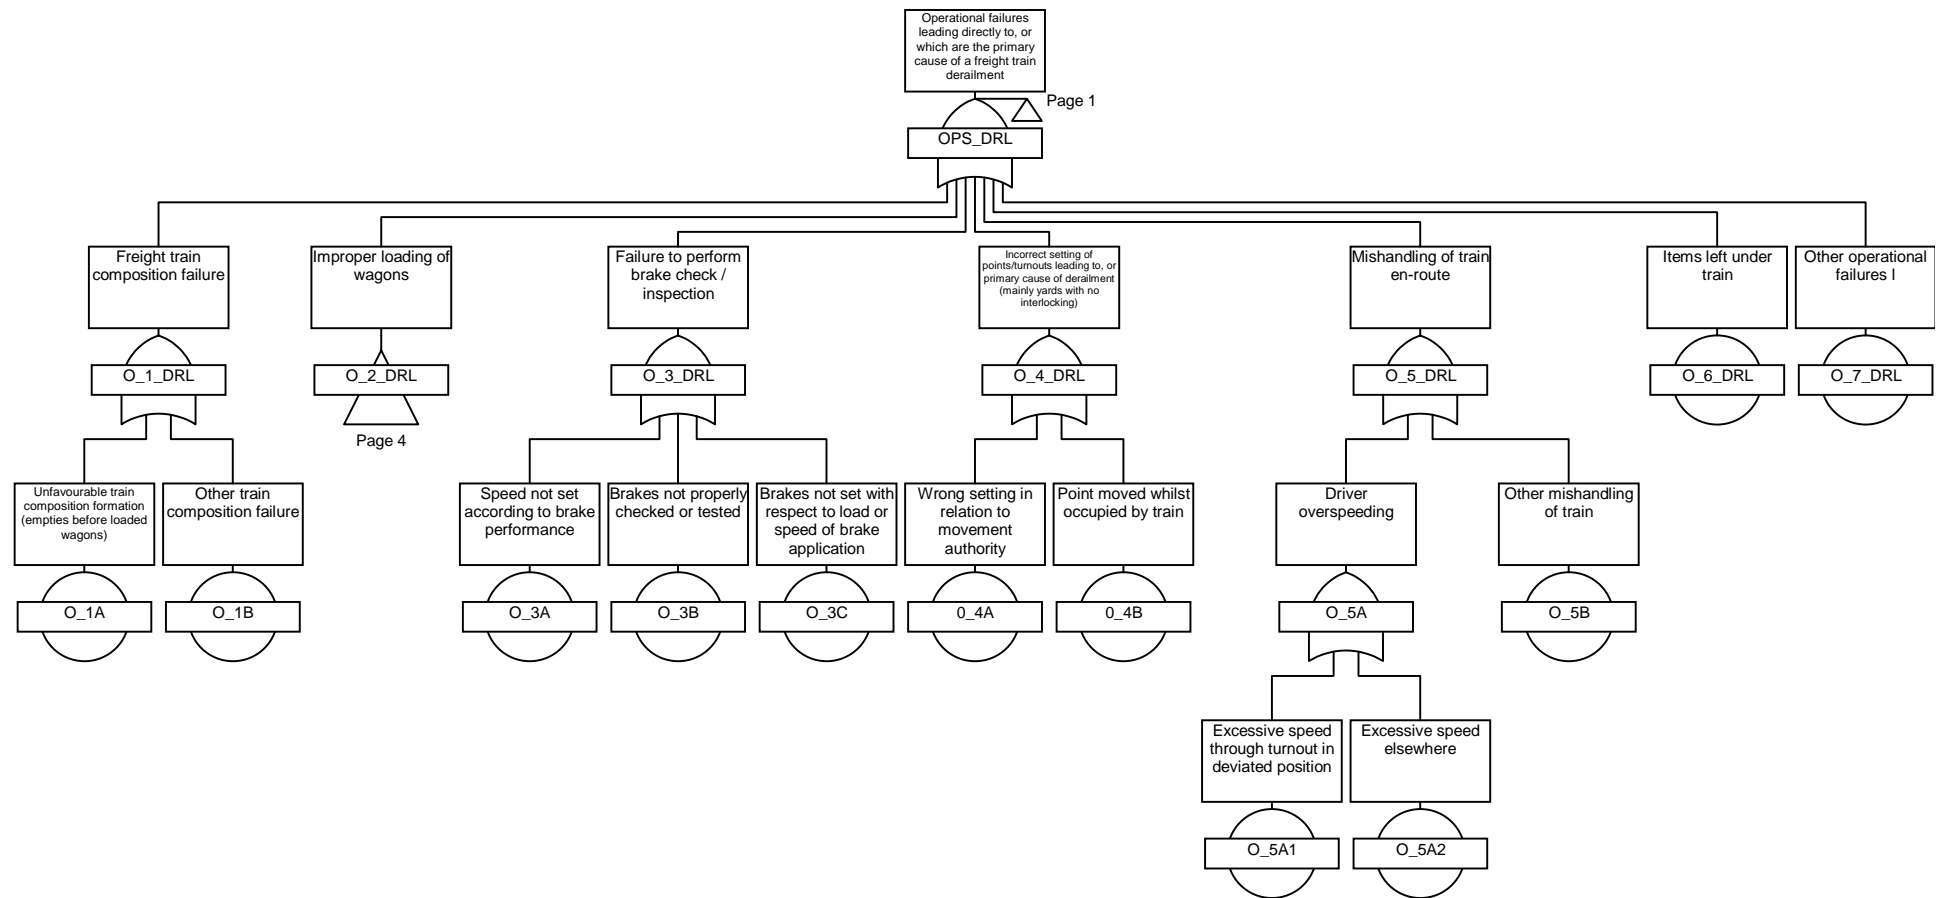 Operational failures
leading directly to, or
which are the primary
cause of a freight train
derailment
Page 1
OPS_DRL
Freight train
composition failure
O_1_DRL
Improper loading of
wagons
O_2_DRL
Page 4
Failure to perform
brake check /
inspection
O_3_DRL
Incorrect setting of
points/turnouts leading to, or
primary cause of derailment
(mainly yards with no
interlocking)
O_4_DRL
Mishandling of train
en-route
O_5_DRL
Items left under
train
O_6_DRL
Other operational
failures I
O_7_DRL
Unfavourable train
composition formation
(empties before loaded
wagons)
O_1A
Other train
composition failure
O_1B
Speed not set
according to brake
performance
O_3A
Brakes not properly
checked or tested
O_3B
Brakes not set with
respect to load or
speed of brake
application
O_3C
Wrong setting in
relation to
movement
authority
0_4A
Point moved whilst
occupied by train
0_4B
Driver
overspeeding
O_5A
Other mishandling
of train
O_5B
Excessive speed
through turnout in
deviated position
O_5A1
Excessive speed
elsewhere
O_5A2